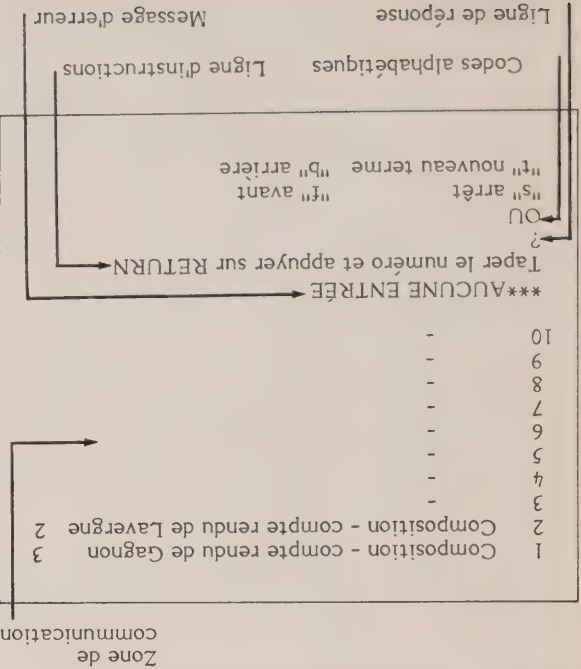 Zone de
communication
1 Composition - compte rendu de Gagnon 3
2 Composition - compte rendu de Lavergne 2
3 -
4 -
5 -
6 -
7 -
8 -
9 -
10 -
***AUCUNE ENTRÉE
Taper le numéro et appuyer sur RETURN
?
OU
"s" arrêt "f" avant
"t" nouveau terme "b" arrière
Codes alphabétiques Ligne d'instructions
Ligne de réponse Message d'erreur